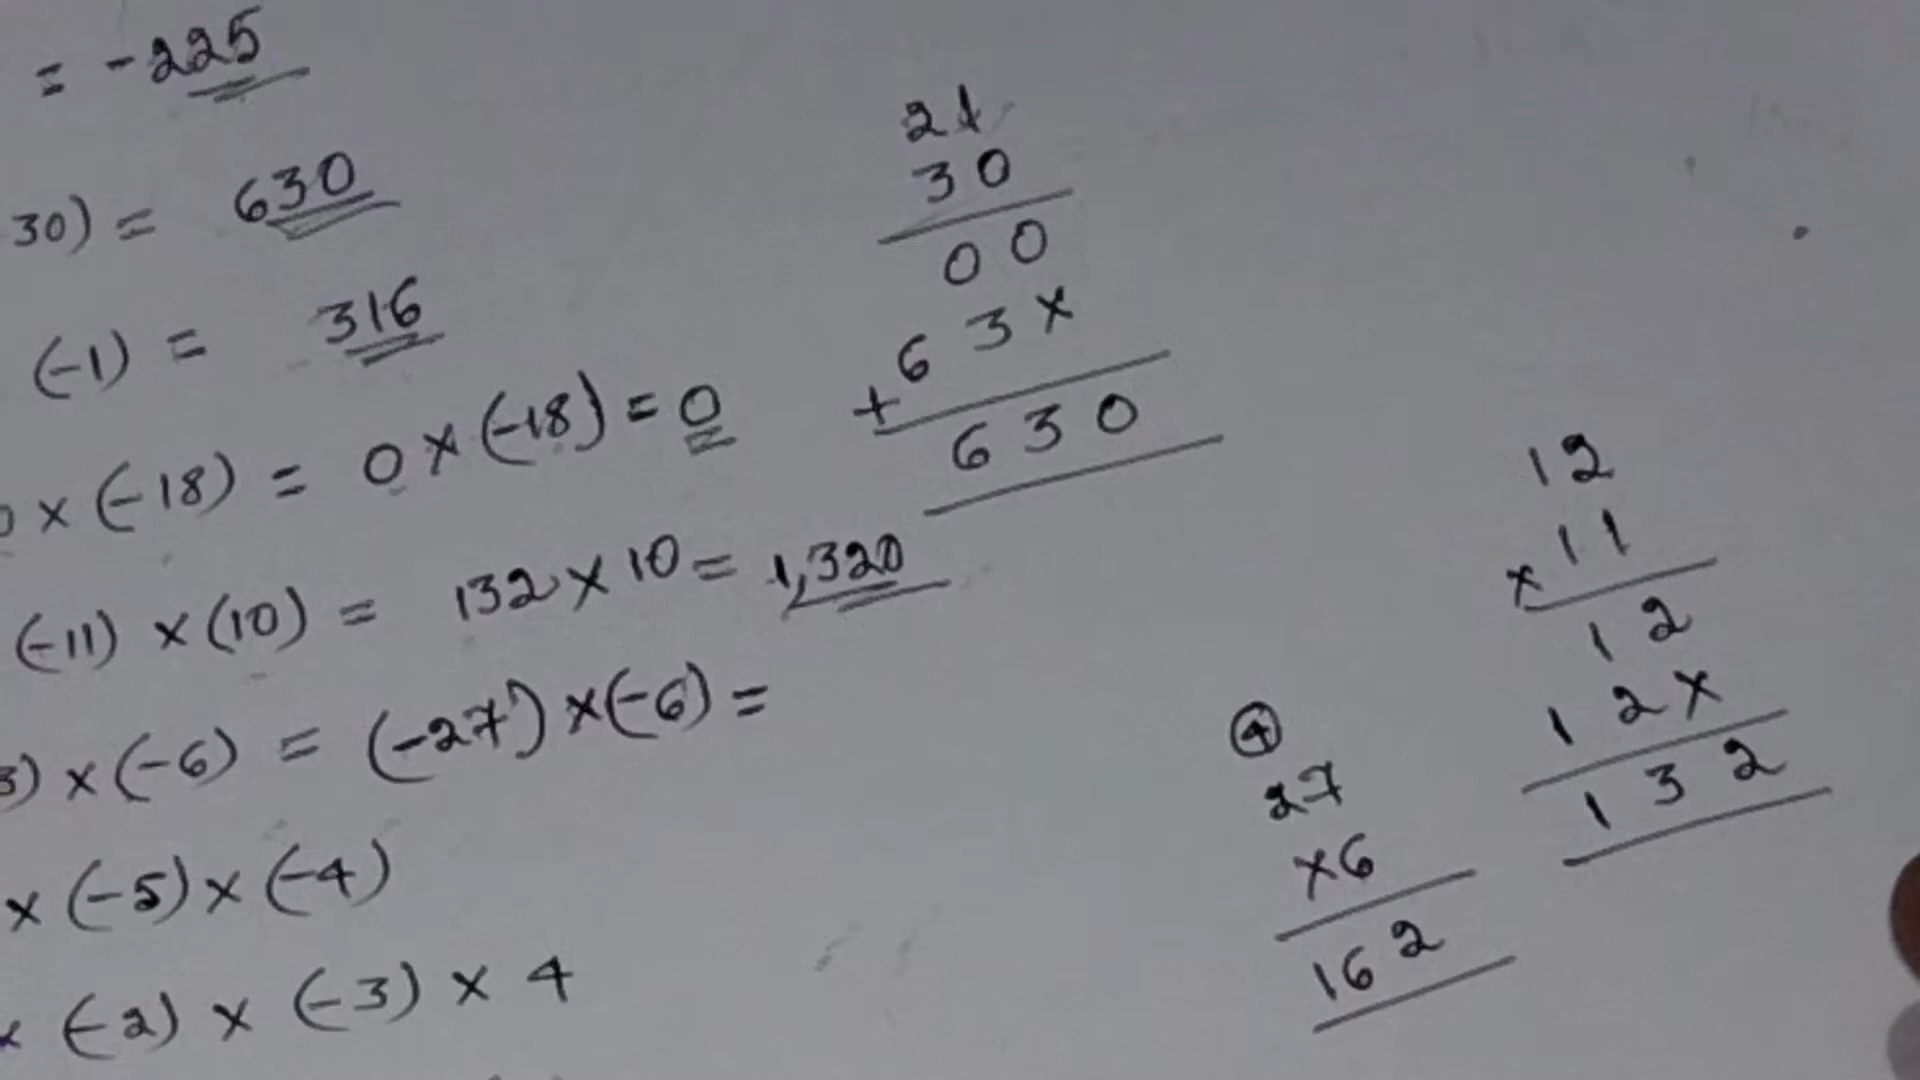 = -225
30) = 630
(-1) = 316
x (-18) = 0 x (-18) = 0
(-11) x (10) = 132 x 10 = 1,320
3) x (-6) = (-27) x (-6) =
x (-5) x (-4)
(-2) x (-3) x 4
21
30
00
+ 63x
630
12
x 11
12
12x
132
4
27
x6
162